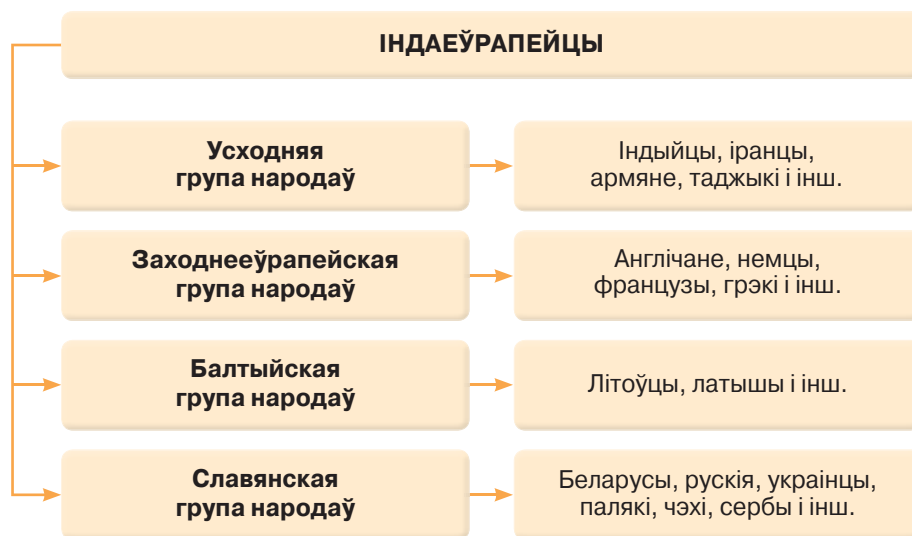 ІНДАЕЎРАПЕЙЦЫ
Усходняя
група народаў
Індыйцы, іранцы,
армяне, таджыкі і інш.
Заходнееўрапейская
група народаў
Англічане, немцы,
французы, грэкі і інш.
Балтыйская
група народаў
Літоўцы, латышы і інш.
Славянская
група народаў
Беларусы, рускія, украінцы,
палякі, чэхі, сербы і інш.